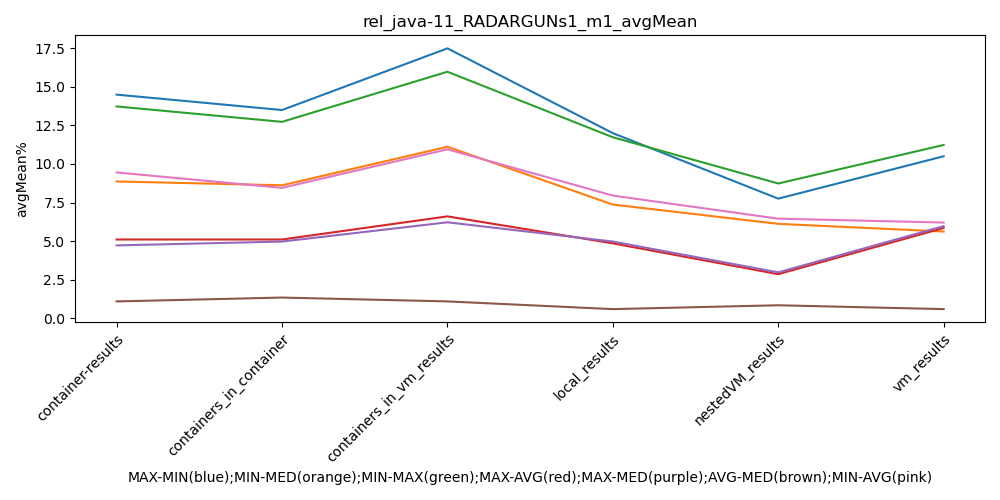 rel_java-11_RADARGUNs1_m1_avgMean
17.5
15.0
12.5
10.0
7.5
5.0
2.5
0.0
avgMean%
container-results
containers_in_container
containers_in_vm_results
local_results
nestedVM_results
vm_results
MAX-MIN(blue);MIN-MED(orange);MIN-MAX(green);MAX-AVG(red);MAX-MED(purple);AVG-MED(brown);MIN-AVG(pink)